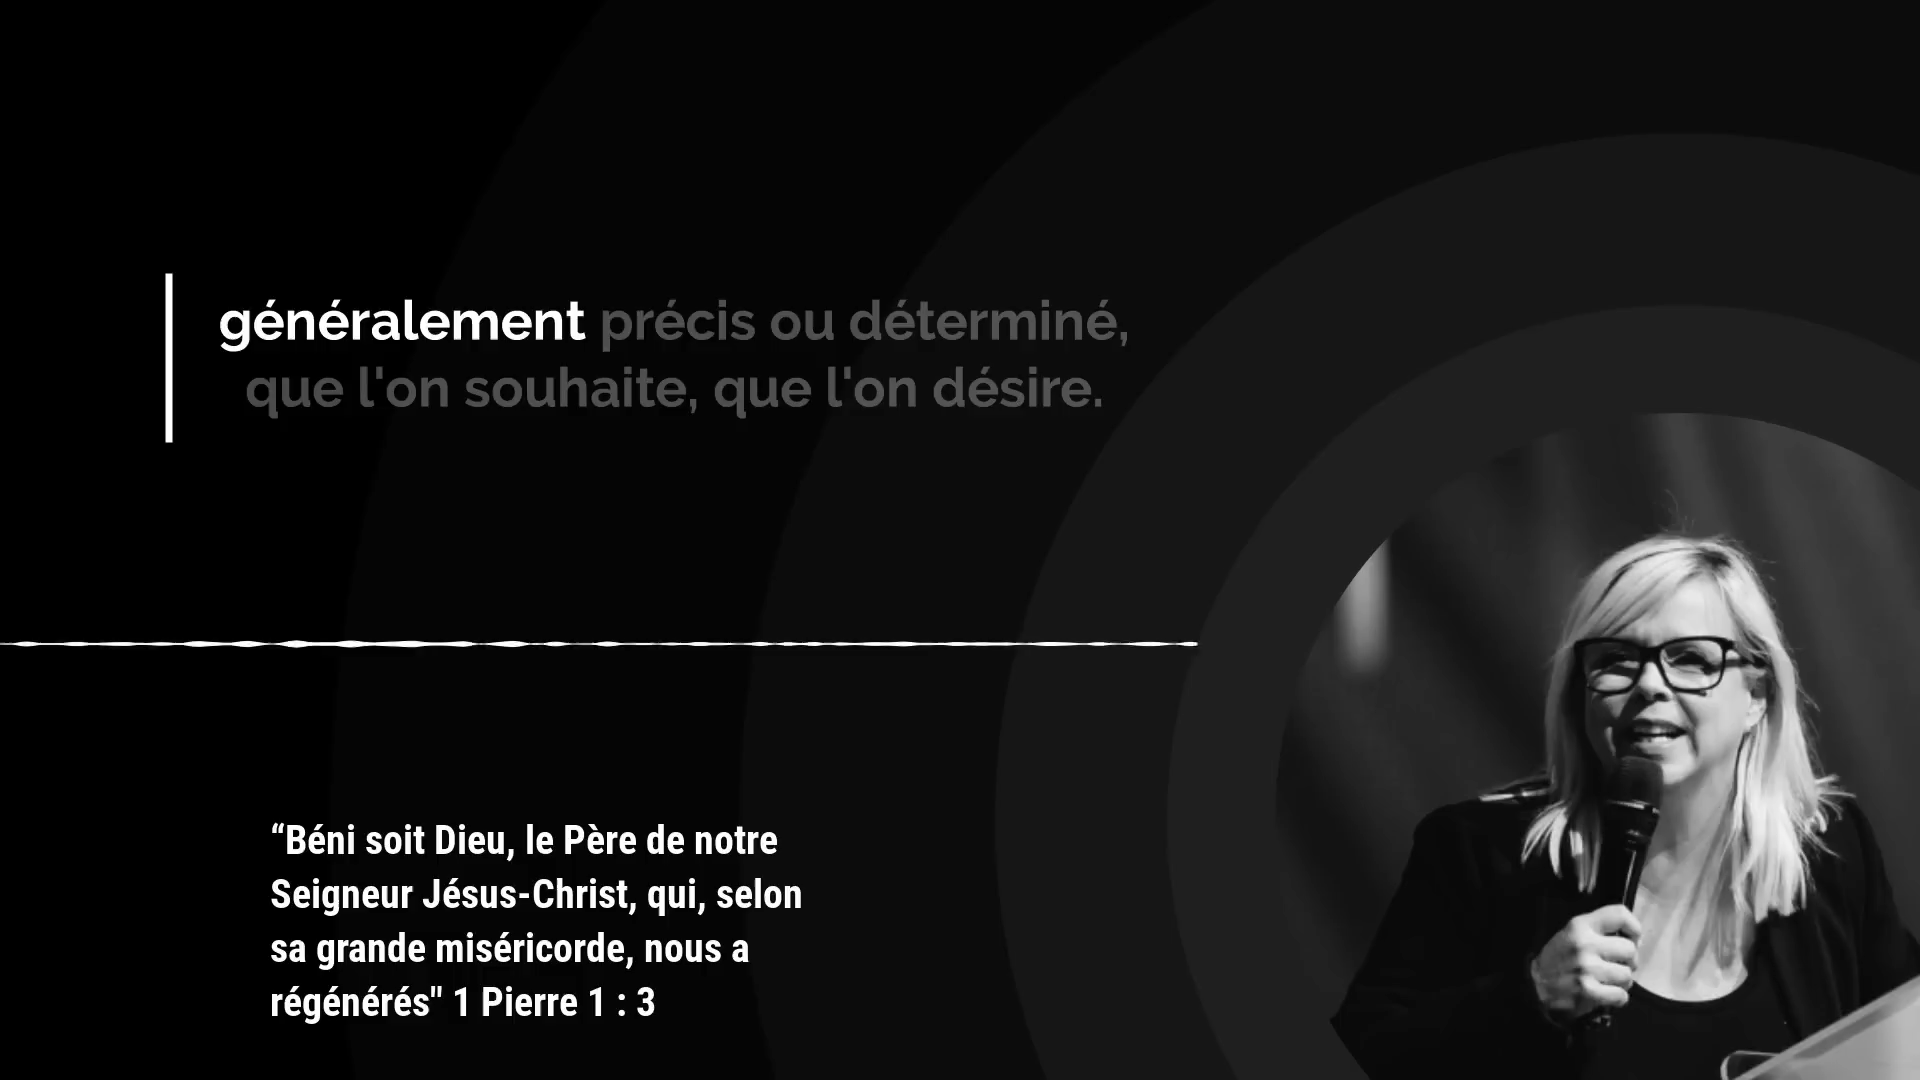 généralement précis ou déterminé,
que l'on souhaite, que l'on désire.
“Béni soit Dieu, le Père de notre
Seigneur Jésus-Christ, qui, selon
sa grande miséricorde, nous a
régénérés" 1 Pierre 1 : 3